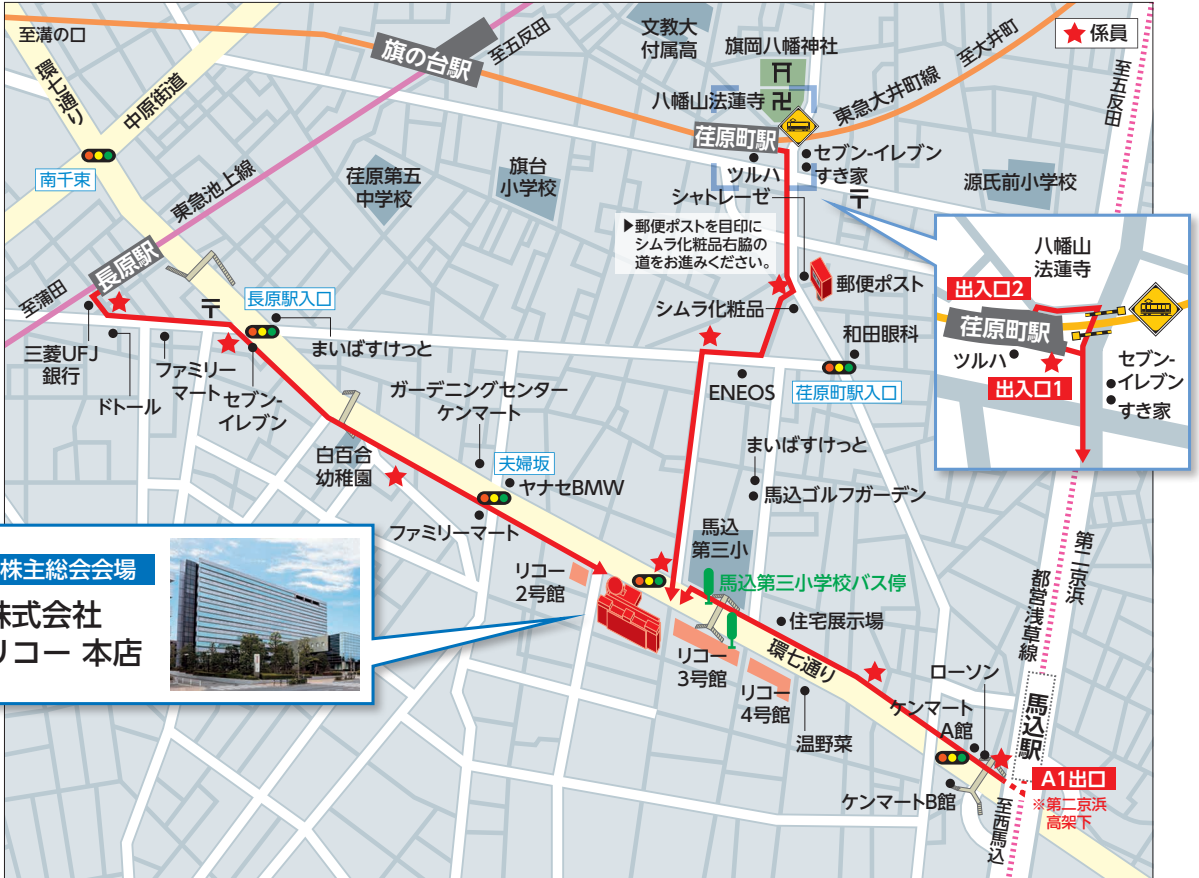 至溝の口
環七通り
中原街道
南千束
旗の台駅
至五反田
文教大
付属高
旗岡八幡神社
八幡山法蓮寺
東急大井町線
至大井町
★ 係員
至五反田
荏原町駅
セブン-イレブン
すき家
ツルハ
シャトレーゼ
源氏前小学校
東急池上線
荏原第五
中学校
旗台
小学校
▶郵便ポストを目印に
シムラ化粧品右脇の
道をお進みください。
郵便ポスト
シムラ化粧品
和田眼科
荏原町駅入口
ENEOS
八幡山
法蓮寺
出入口2
荏原町駅
ツルハ
出入口1
セブン-
イレブン
すき家
至蒲田
長原駅
長原駅入口
三菱UFJ
銀行
ドトール
ファミリー
マート
セブン-
イレブン
まいばすけっと
ガーデニングセンター
ケンマート
白百合
幼稚園
夫婦坂
ヤナセBMW
ファミリーマート
まいばすけっと
馬込ゴルフガーデン
馬込
第三小
馬込第三小学校バス停
第二京浜
都営浅草線
株主総会会場
株式会社
リコー 本店
リコー
2号館
リコー
3号館
リコー
4号館
住宅展示場
環七通り
温野菜
ローソン
ケンマート
A館
ケンマートB館
馬込駅
A1出口
※第二京浜
高架下
至西馬込